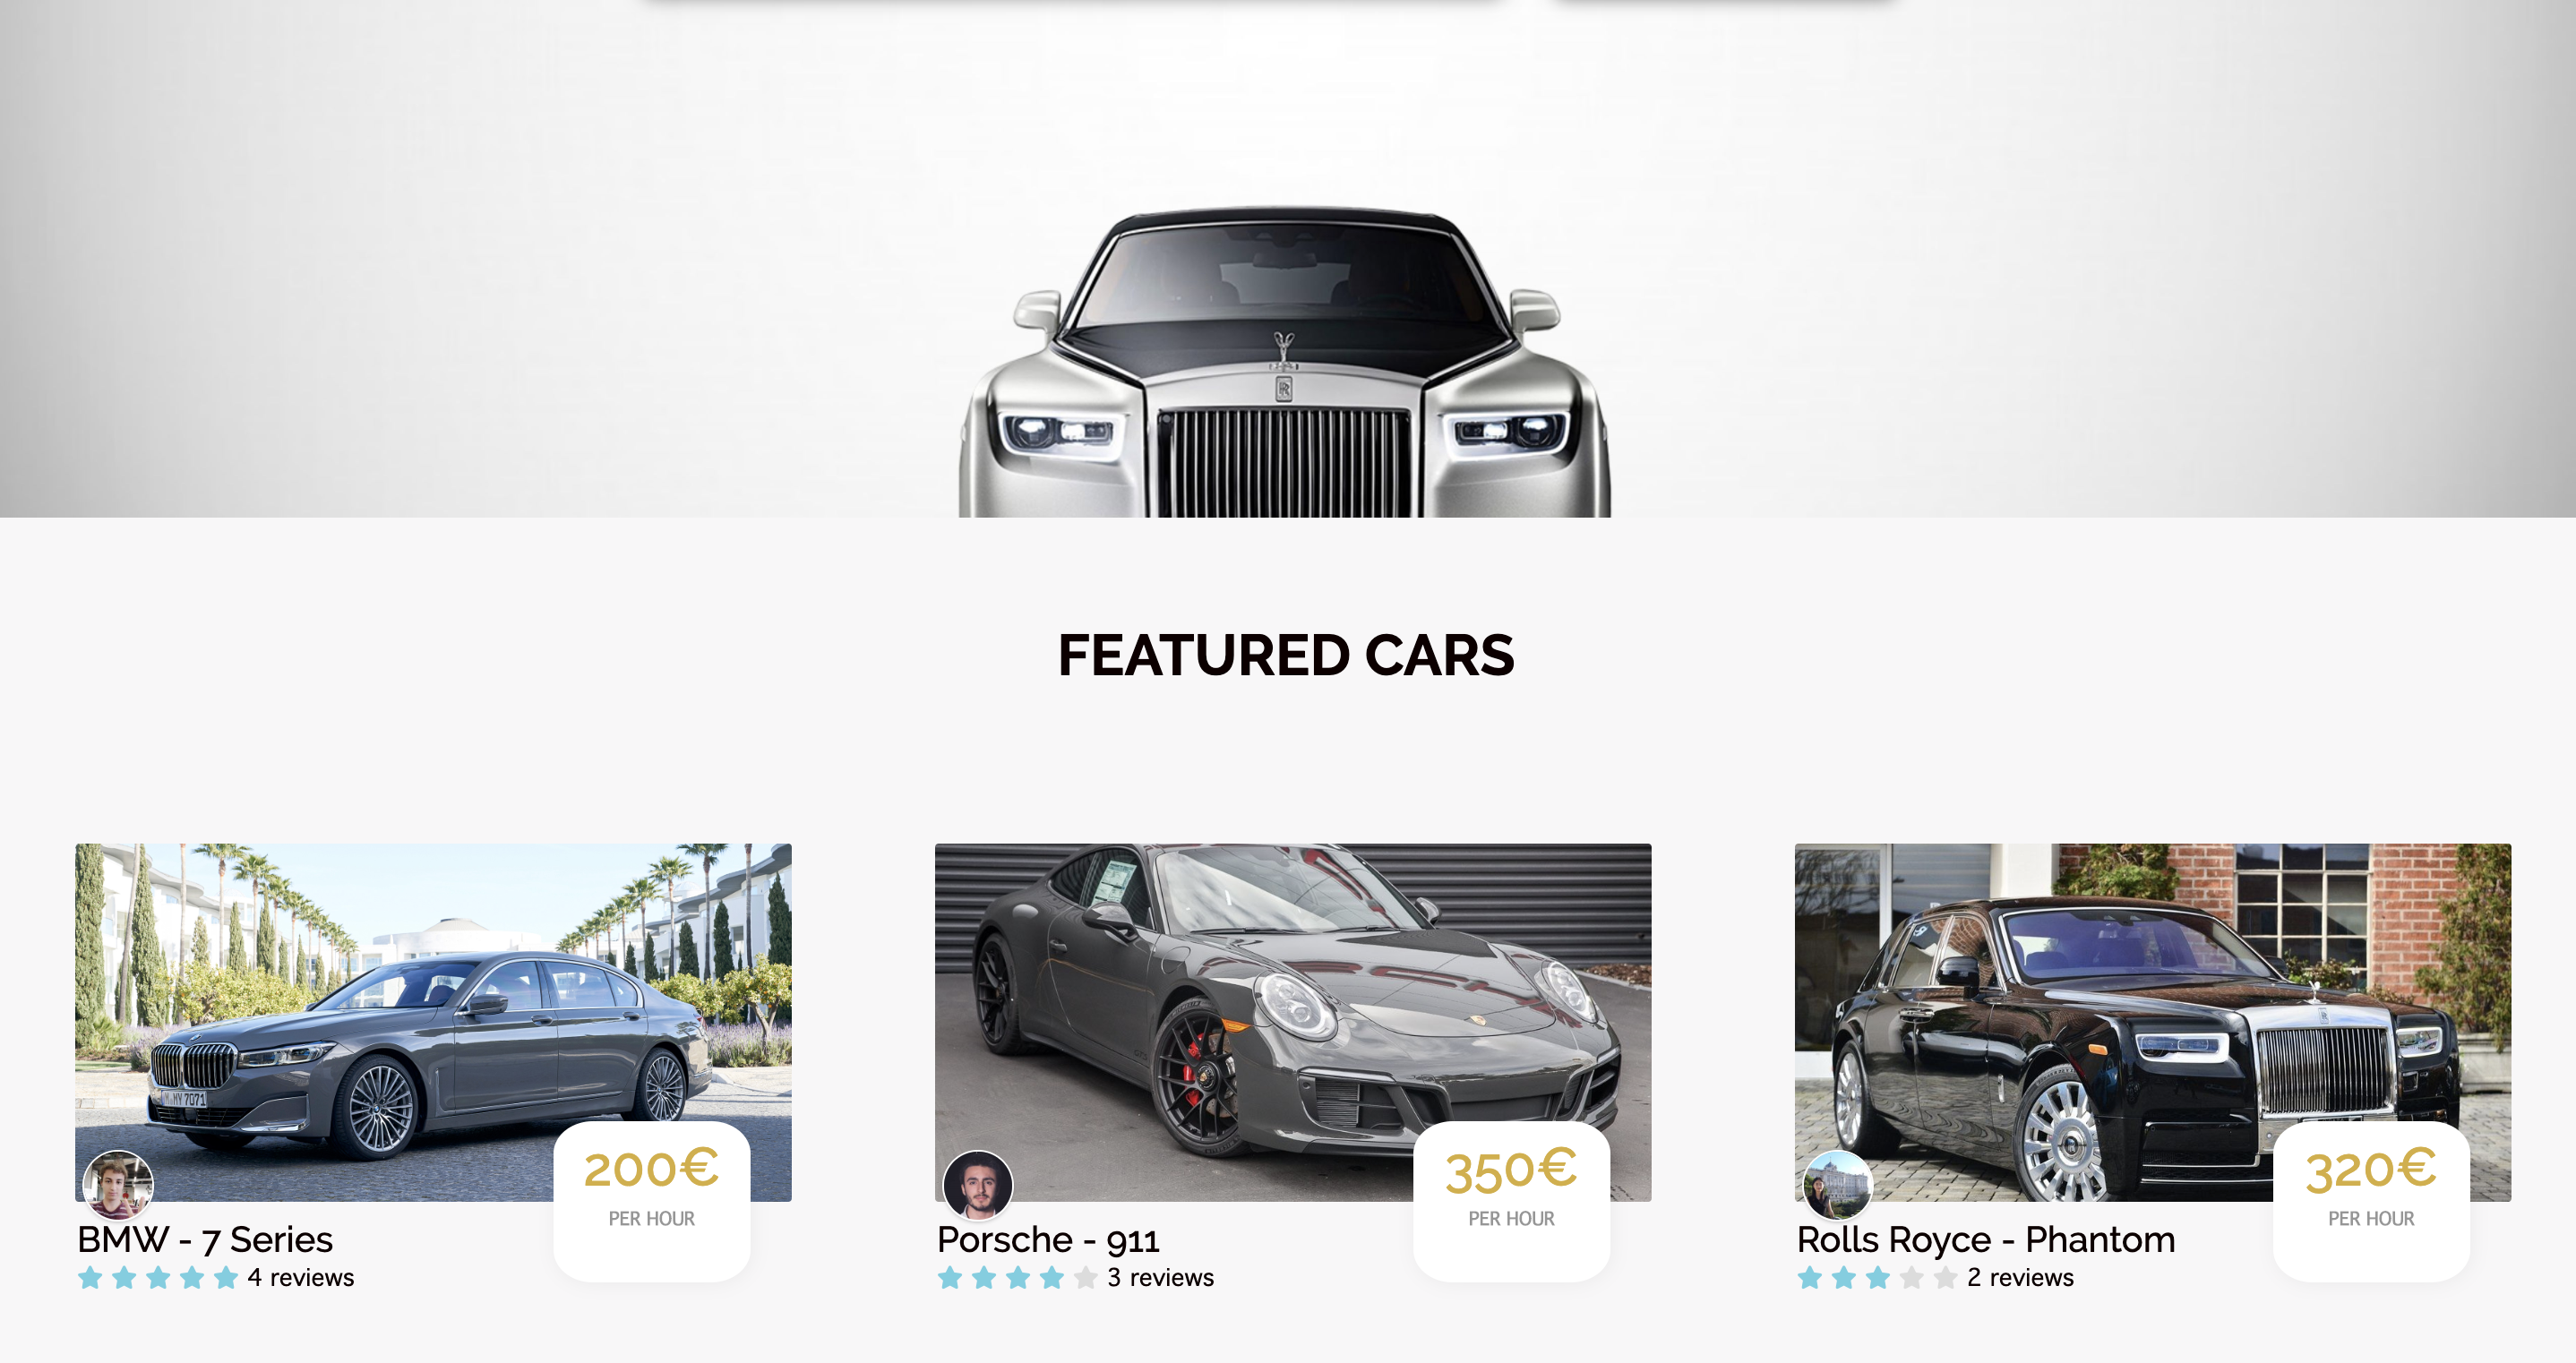 FEATURED CARS
200€
PER HOUR
BMW - 7 Series
4 reviews
350€
PER HOUR
Porsche - 911
3 reviews
320€
PER HOUR
Rolls Royce - Phantom
2 reviews